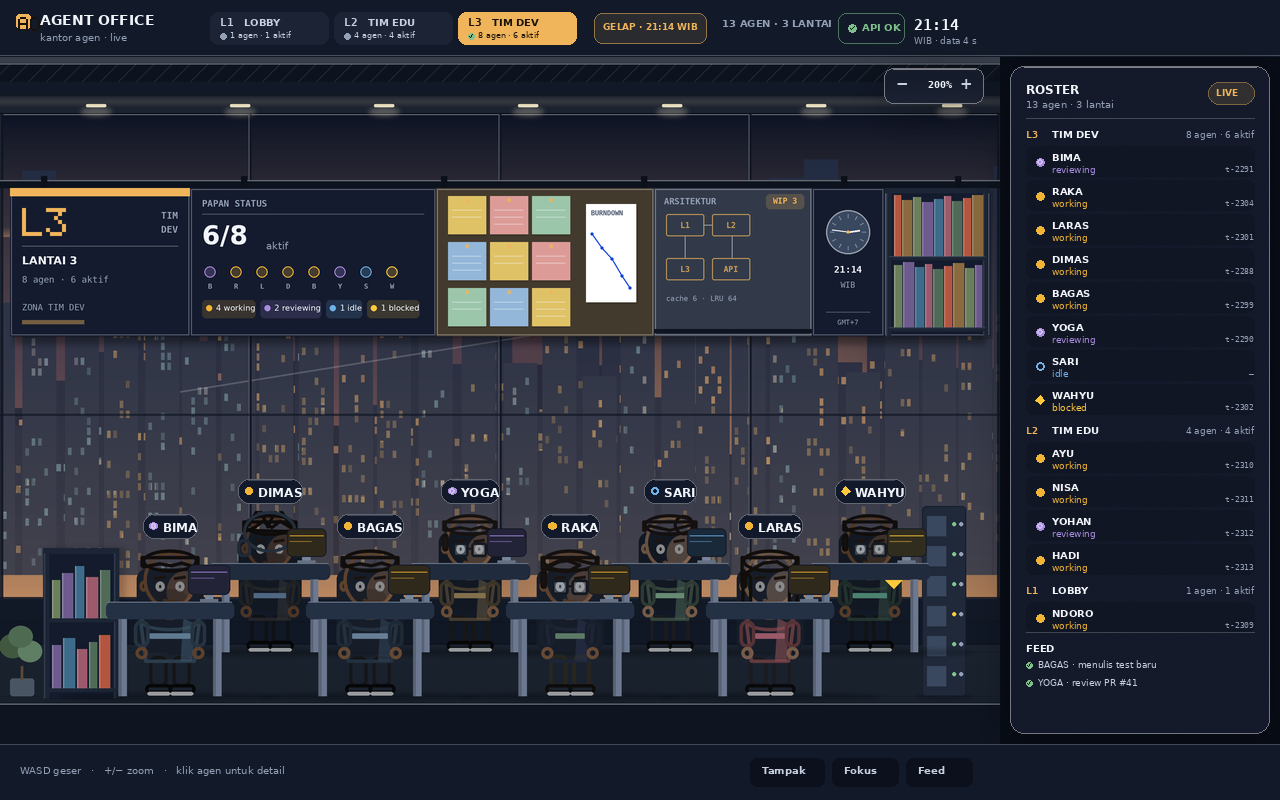 AGENT OFFICE
kantor agen · live
L1 LOBBY
1 agen · 1 aktif
L2 TIM EDU
4 agen · 4 aktif
L3 TIM DEV
8 agen · 6 aktif
GELAP · 21:14 WIB
13 AGEN · 3 LANTAI
API OK
21:14
WIB · data 4 s
− 200% +
L3
TIM
DEV
LANTAI 3
8 agen · 6 aktif
ZONA TIM DEV
PAPAN STATUS
6/8 aktif
B R L D B Y S W
4 working 2 reviewing 1 idle 1 blocked
BURNDOWN
ARSITEKTUR
WIP 3
L1 L2
L3 API
cache 6 · LRU 64
21:14
WIB
GMT+7
DIMAS
YOGA
SARI
WAHYU
BIMA
BAGAS
RAKA
LARAS
ROSTER
13 agen · 3 lantai
LIVE
L3 TIM DEV 8 agen · 6 aktif
BIMA
reviewing t-2291
RAKA
working t-2304
LARAS
working t-2301
DIMAS
working t-2288
BAGAS
working t-2299
YOGA
reviewing t-2290
SARI
idle —
WAHYU
blocked t-2302
L2 TIM EDU 4 agen · 4 aktif
AYU
working t-2310
NISA
working t-2311
YOHAN
reviewing t-2312
HADI
working t-2313
L1 LOBBY 1 agen · 1 aktif
NDORO
working t-2309
FEED
BAGAS · menulis test baru
YOGA · review PR #41
WASD geser · +/− zoom · klik agen untuk detail
Tampak
Fokus
Feed